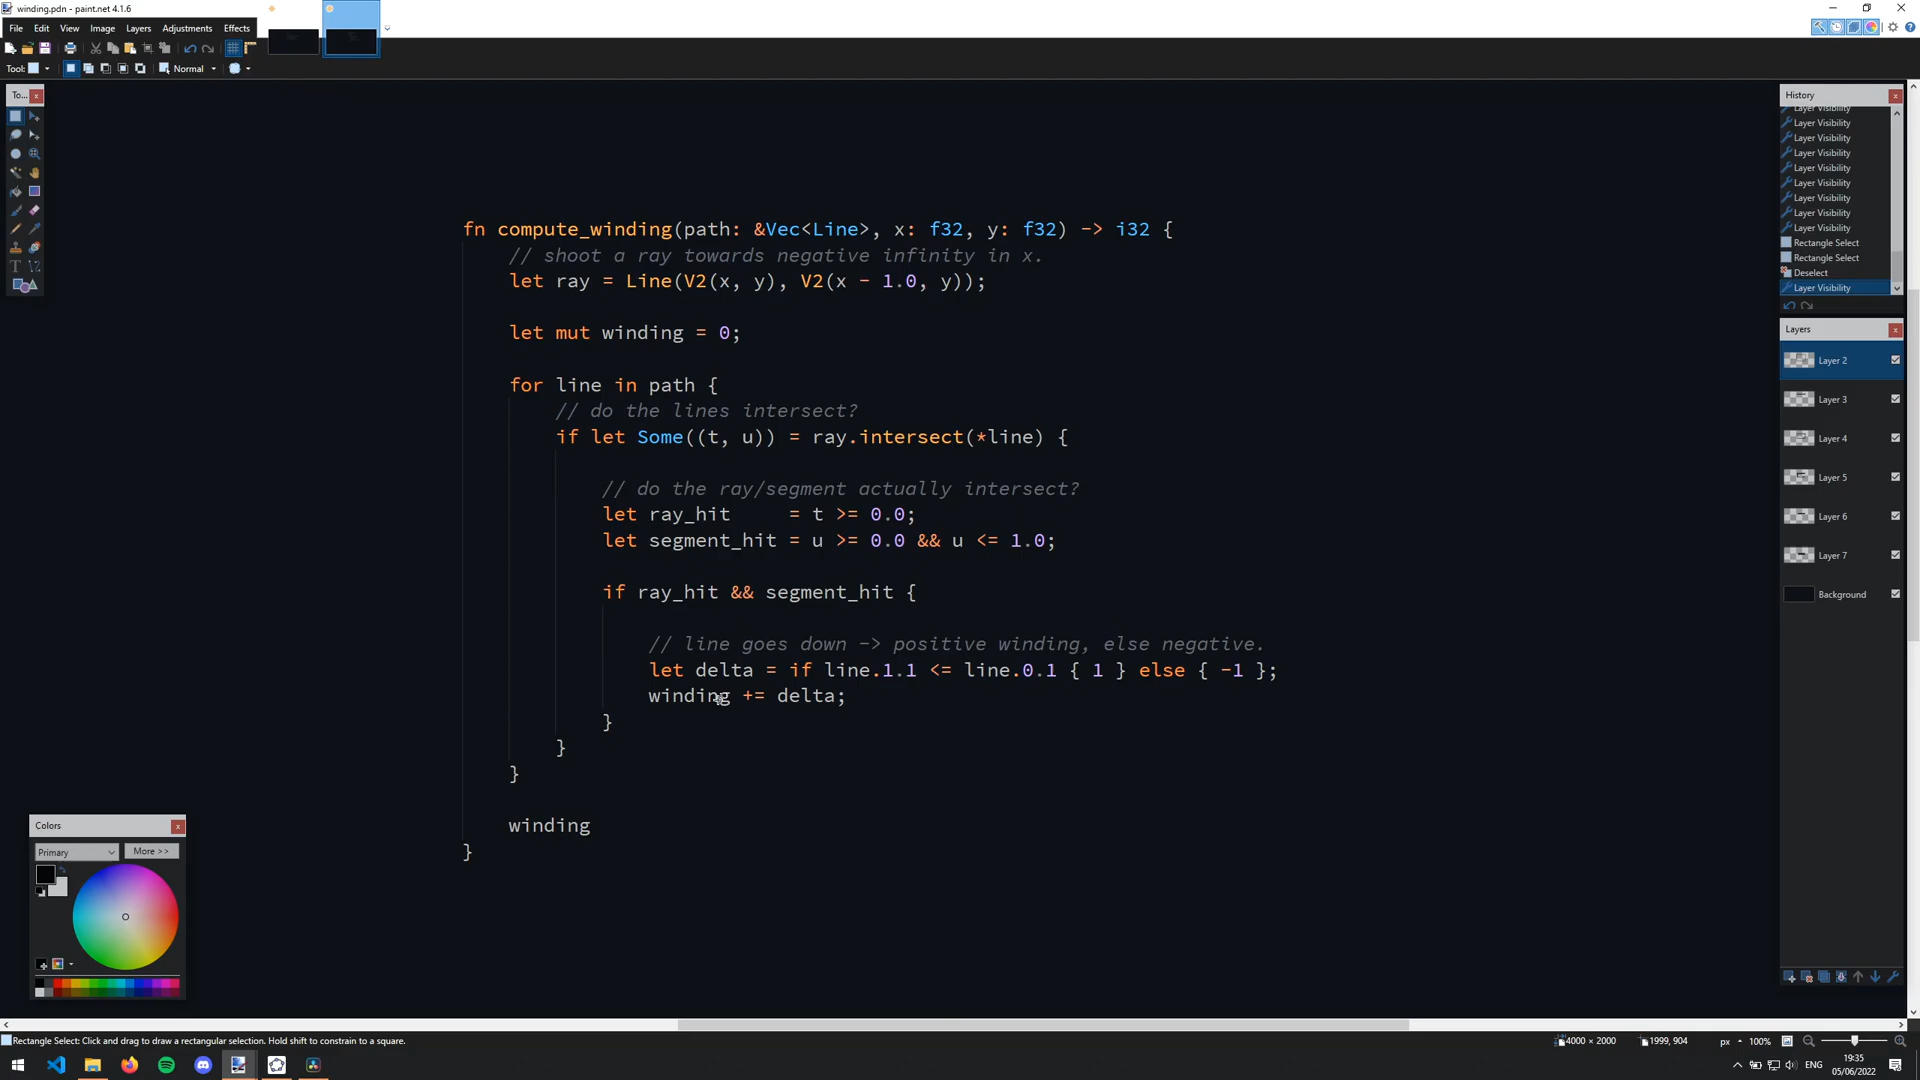 winding.pdn - paint.net 4.1.6
File Edit View Image Layers Adjustments Effects
Tool: Normal
To...
fn compute_winding(path: &Vec<Line>, x: f32, y: f32) -> i32 {
// shoot a ray towards negative infinity in x.
let ray = Line(V2(x, y), V2(x - 1.0, y));
let mut winding = 0;
for line in path {
// do the lines intersect?
if let Some((t, u)) = ray.intersect(*line) {
// do the ray/segment actually intersect?
let ray_hit     = t >= 0.0;
let segment_hit = u >= 0.0 && u <= 1.0;
if ray_hit && segment_hit {
// line goes down -> positive winding, else negative.
let delta = if line.1.1 <= line.0.1 { 1 } else { -1 };
winding += delta;
}
}
}
winding
}
History
Layer Visibility
Layer Visibility
Layer Visibility
Layer Visibility
Layer Visibility
Layer Visibility
Layer Visibility
Layer Visibility
Layer Visibility
Rectangle Select
Rectangle Select
Deselect
Layer Visibility
Layers
Layer 2
Layer 3
Layer 4
Layer 5
Layer 6
Layer 7
Background
Colors
Primary
More >>
Rectangle Select: Click and drag to draw a rectangular selection. Hold shift to constrain to a square.
4000 × 2000
1999, 904
px
100%
ENG
19:35
05/06/2022